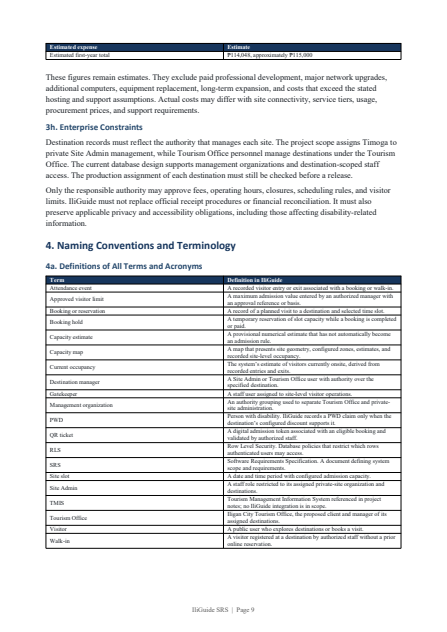 Estimated expense Estimate
Estimated first-year total ₱114,048, approximately ₱115,000
These figures remain estimates. They exclude paid professional development, major network upgrades,
additional computers, equipment replacement, long-term expansion, and costs that exceed the stated
hosting and support assumptions. Actual costs may differ with site connectivity, service tiers, usage,
procurement prices, and support requirements.
3h. Enterprise Constraints
Destination records must reflect the authority that manages each site. The project scope assigns Timoga to
private Site Admin management, while Tourism Office personnel manage destinations under the Tourism
Office. The current database design supports management organizations and destination-scoped staff
access. The production assignment of each destination must still be checked before a release.
Only the responsible authority may approve fees, operating hours, closures, scheduling rules, and visitor
limits. IliGuide must not replace official receipt procedures or financial reconciliation. It must also
preserve applicable privacy and accessibility obligations, including those affecting disability-related
information.
4. Naming Conventions and Terminology
4a. Definitions of All Terms and Acronyms
Term Definition in IliGuide
Attendance event A recorded visitor entry or exit associated with a booking or walk-in.
Approved visitor limit A maximum admission value entered by an authorized manager with
an approval reference or basis.
Booking or reservation A record of a planned visit to a destination and selected time slot.
Booking hold A temporary reservation of slot capacity while a booking is completed
or paid.
Capacity estimate A provisional numerical estimate that has not automatically become
an admission rule.
Capacity map A map that presents site geometry, configured zones, estimates, and
recorded site-level occupancy.
Current occupancy The system's estimate of visitors currently onsite, derived from
recorded entries and exits.
Destination manager A Site Admin or Tourism Office user with authority over the
specified destination.
Gatekeeper A staff user assigned to site-level visitor operations.
Management organization An authority grouping used to separate Tourism Office and private-
site administration.
PWD Person with disability. IliGuide records a PWD claim only when the
destination's configured discount supports it.
QR ticket A digital admission token associated with an eligible booking and
validated by authorized staff.
RLS Row Level Security. Database policies that restrict which rows
authenticated users may access.
SRS Software Requirements Specification. A document defining system
scope and requirements.
Site slot A date and time period with configured admission capacity.
Site Admin A staff role restricted to its assigned private-site organization and
destinations.
TMIS Tourism Management Information System referenced in project
notes; no IliGuide integration is in scope.
Tourism Office Iligan City Tourism Office, the proposed client and manager of its
assigned destinations.
Visitor A public user who explores destinations or books a visit.
Walk-in A visitor registered at a destination by authorized staff without a prior
online reservation.
IliGuide SRS | Page 9